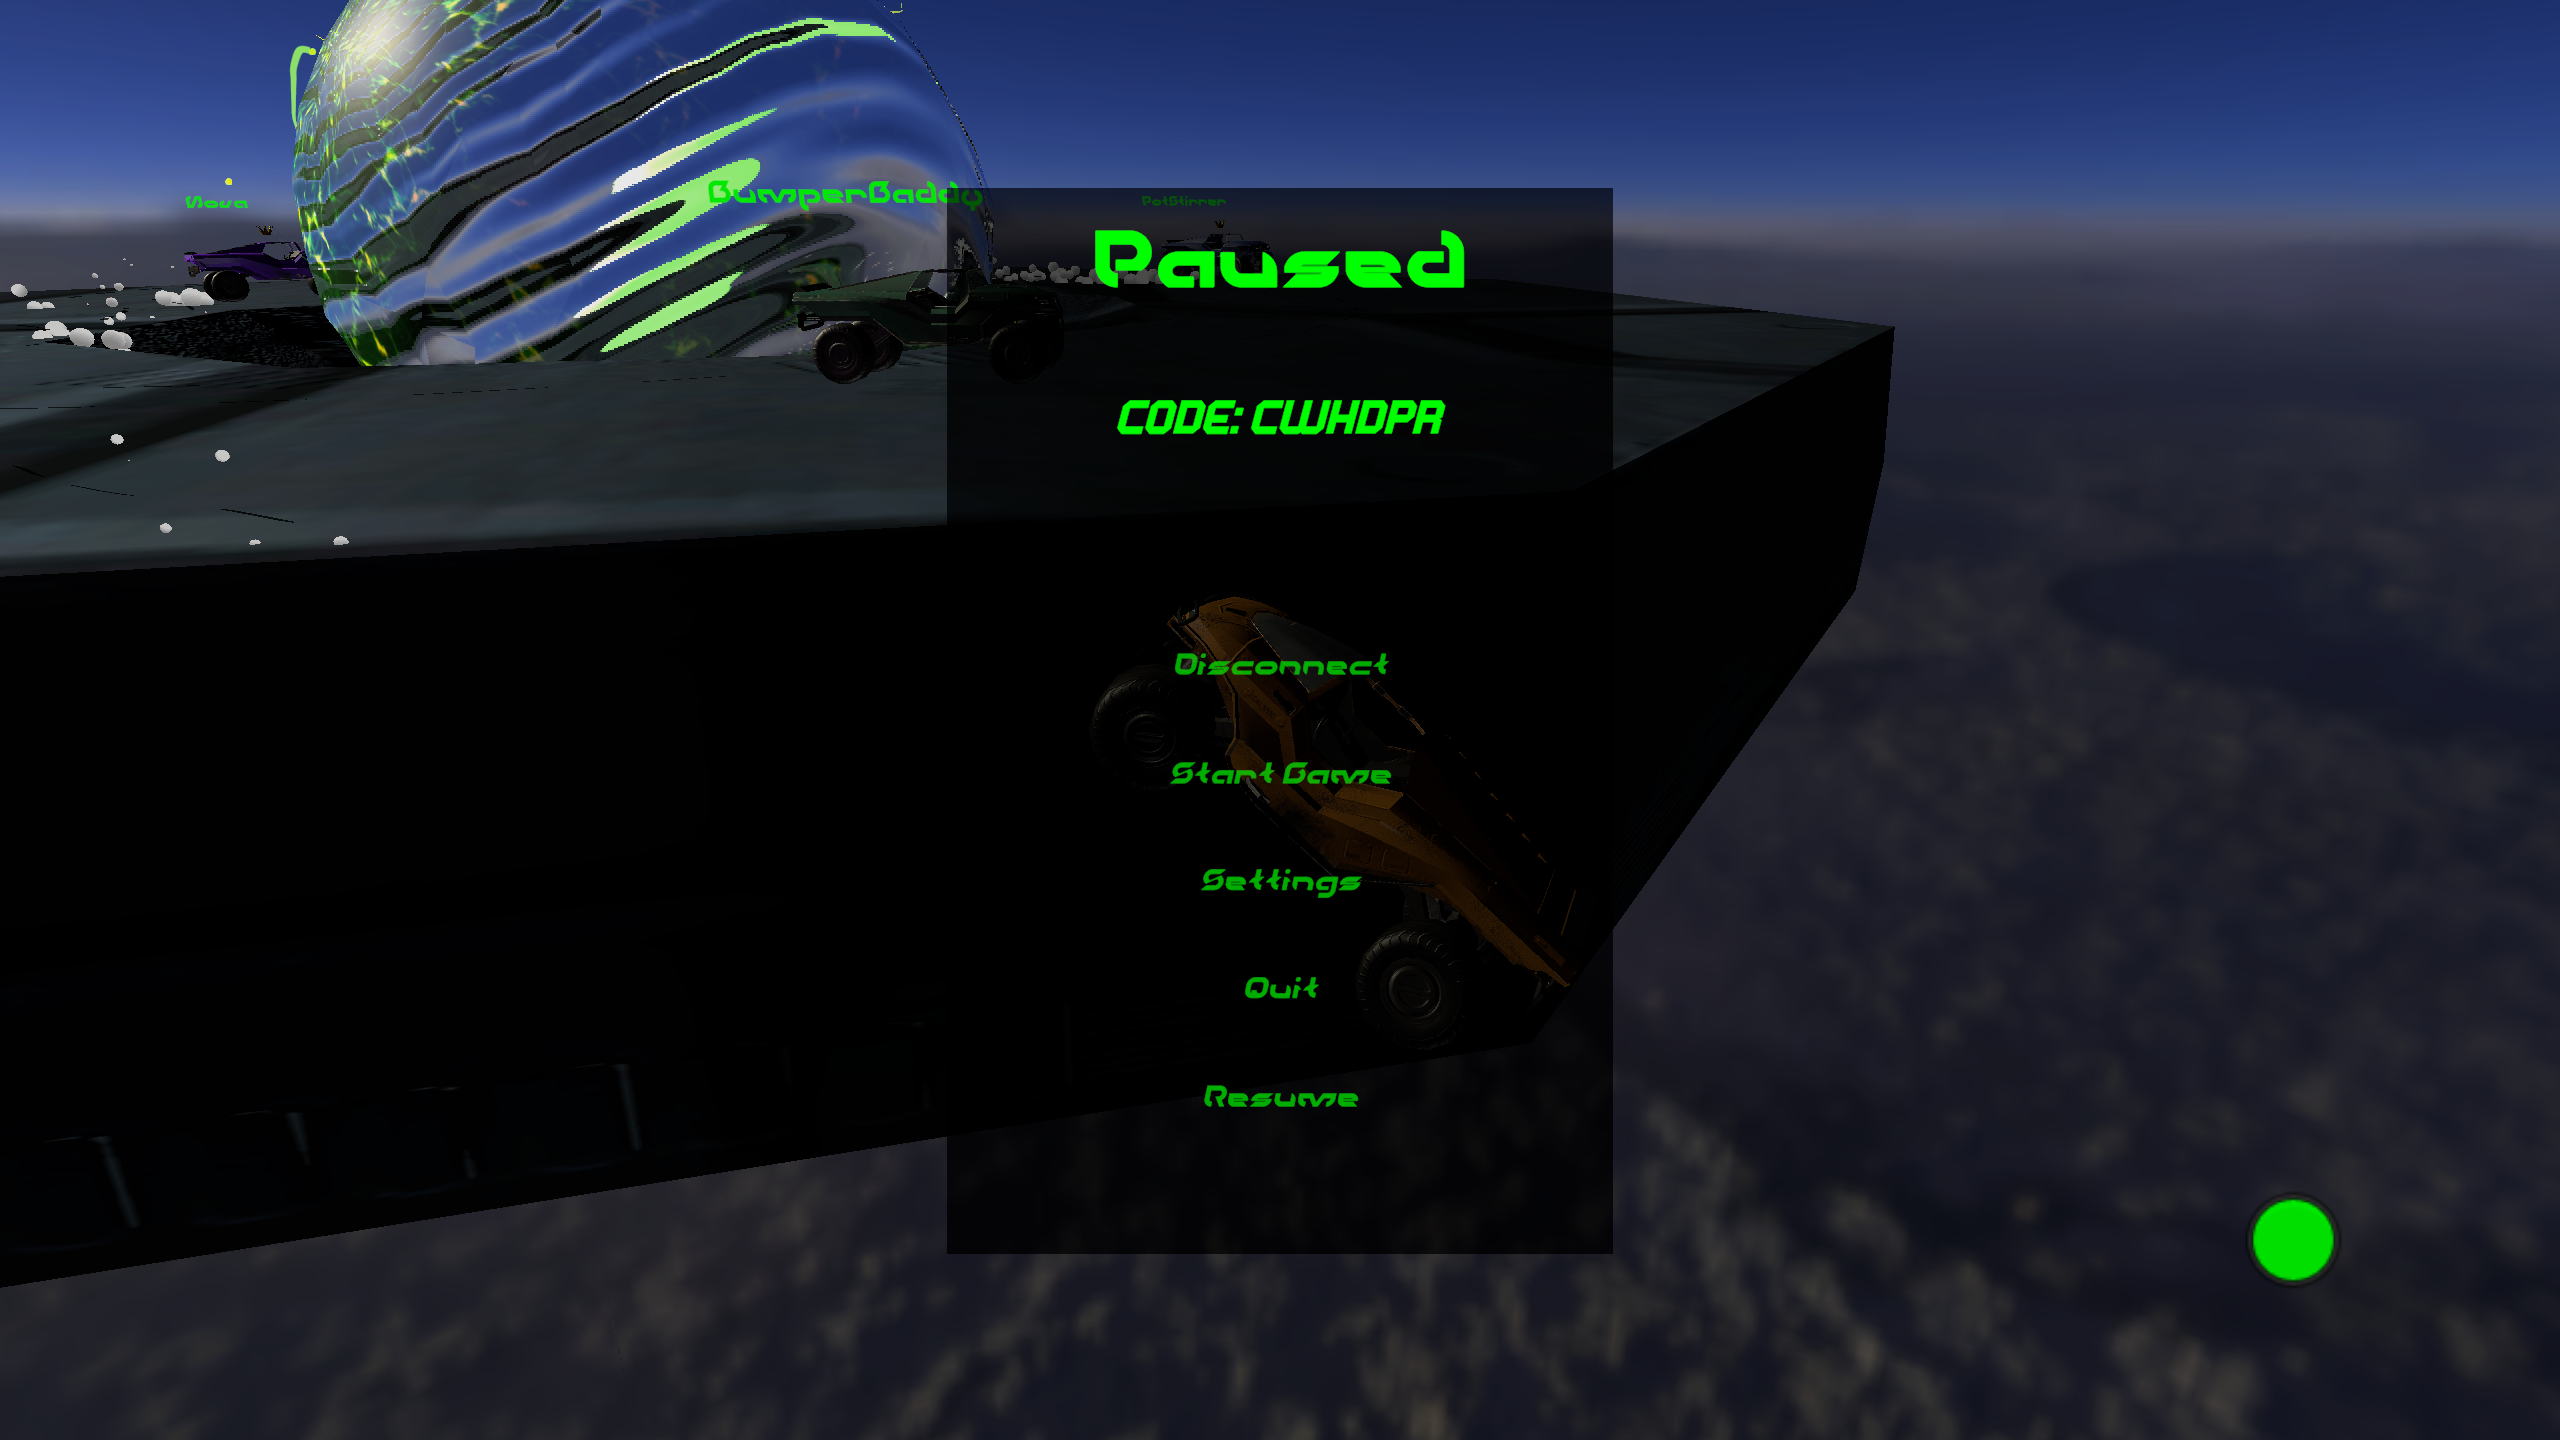 Nova
BumperBaddy
PotStirrer
Paused
CODE: CWHDPR
Disconnect
Start Game
Settings
Quit
Resume